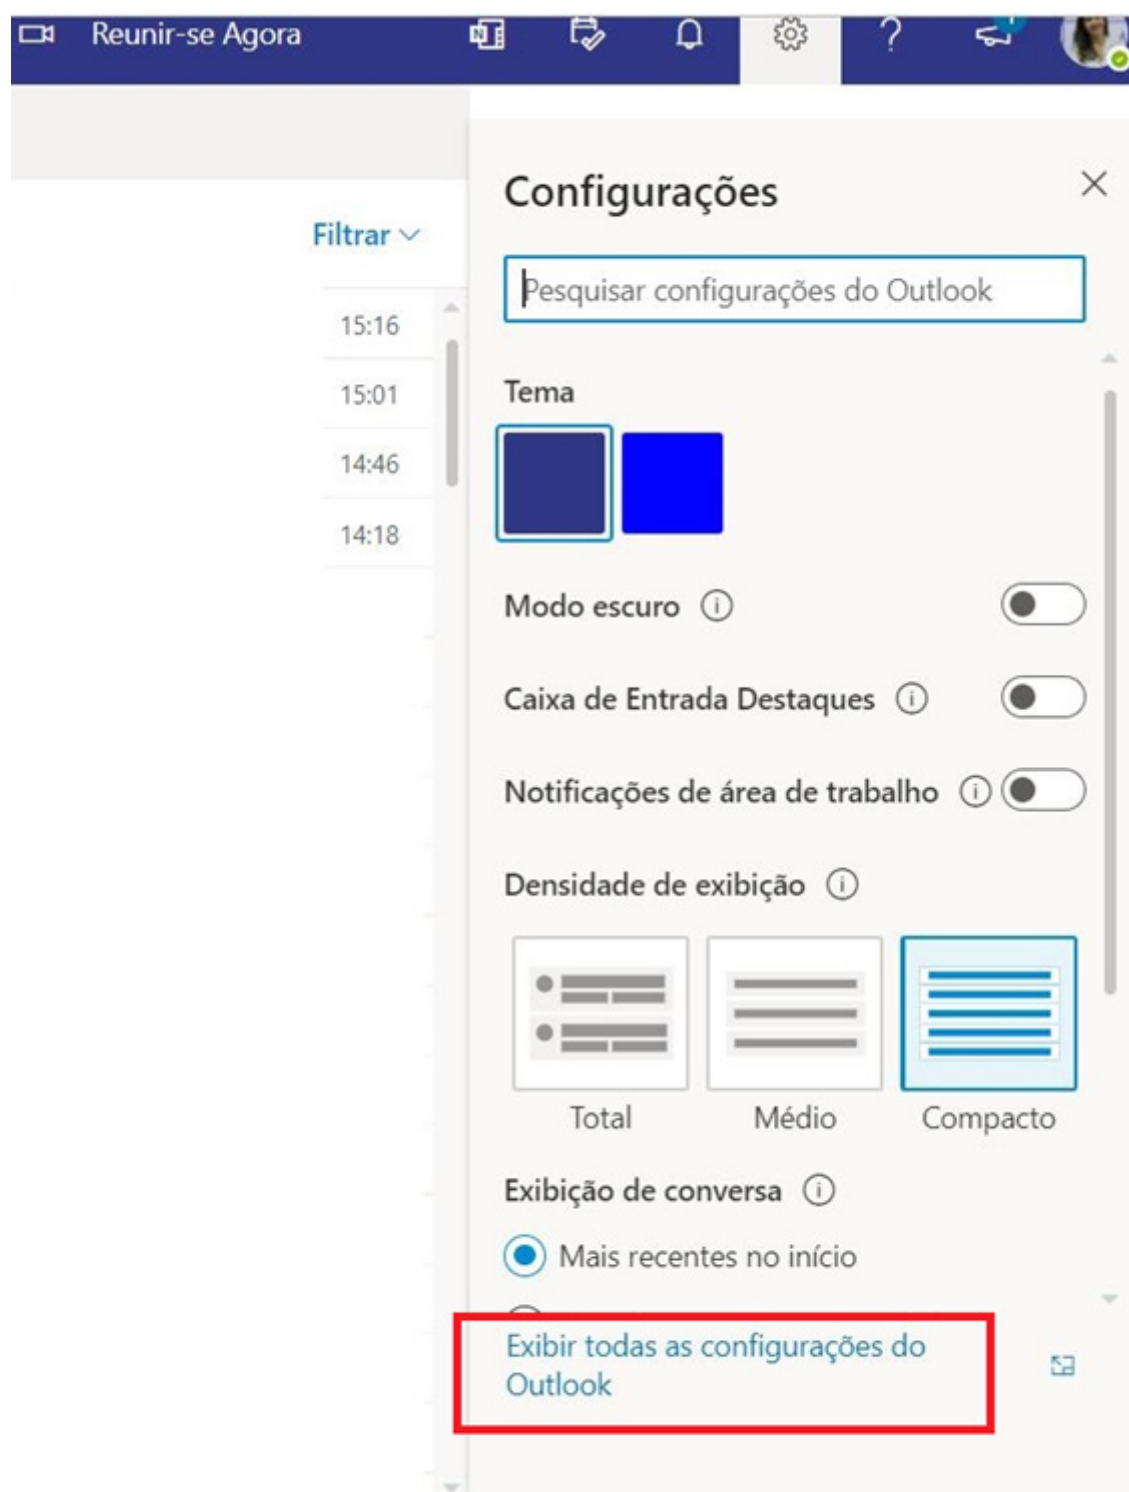 Reunir-se Agora
Configurações
Filtrar
Pesquisar configurações do Outlook
15:16
15:01
14:46
14:18
Tema
Modo escuro
Caixa de Entrada Destaques
Notificações de área de trabalho
Densidade de exibição
Total
Médio
Compacto
Exibição de conversa
Mais recentes no início
Exibir todas as configurações do
Outlook